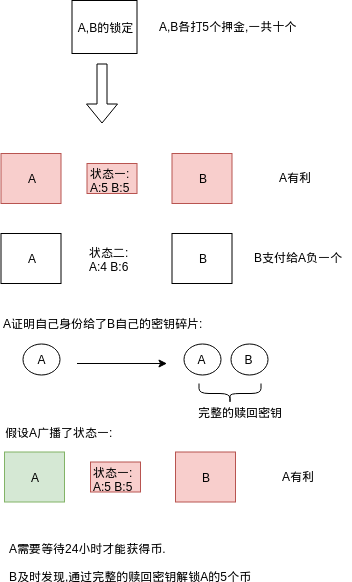 A,B的锁定 A,B各打5个押金,一共十个
A 状态一: B A有利
A:5 B:5
A 状态二: B B支付给A负一个
A:4 B:6
A证明自己身份给了B自己的密钥碎片:
A A B
完整的赎回密钥
假设A广播了状态一:
A 状态一: B A有利
A:5 B:5
A需要等待24小时才能获得币.
B及时发现,通过完整的赎回密钥解锁A的5个币